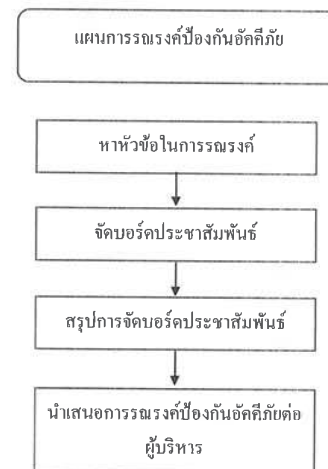 แผนการรณรงค์ป้องกันอัคคีภัย
หาหัวข้อในการรณรงค์
จัดบอร์ดประชาสัมพันธ์
สรุปการจัดบอร์ดประชาสัมพันธ์
นำเสนอการรณรงค์ป้องกันอัคคีภัยต่อ
ผู้บริหาร